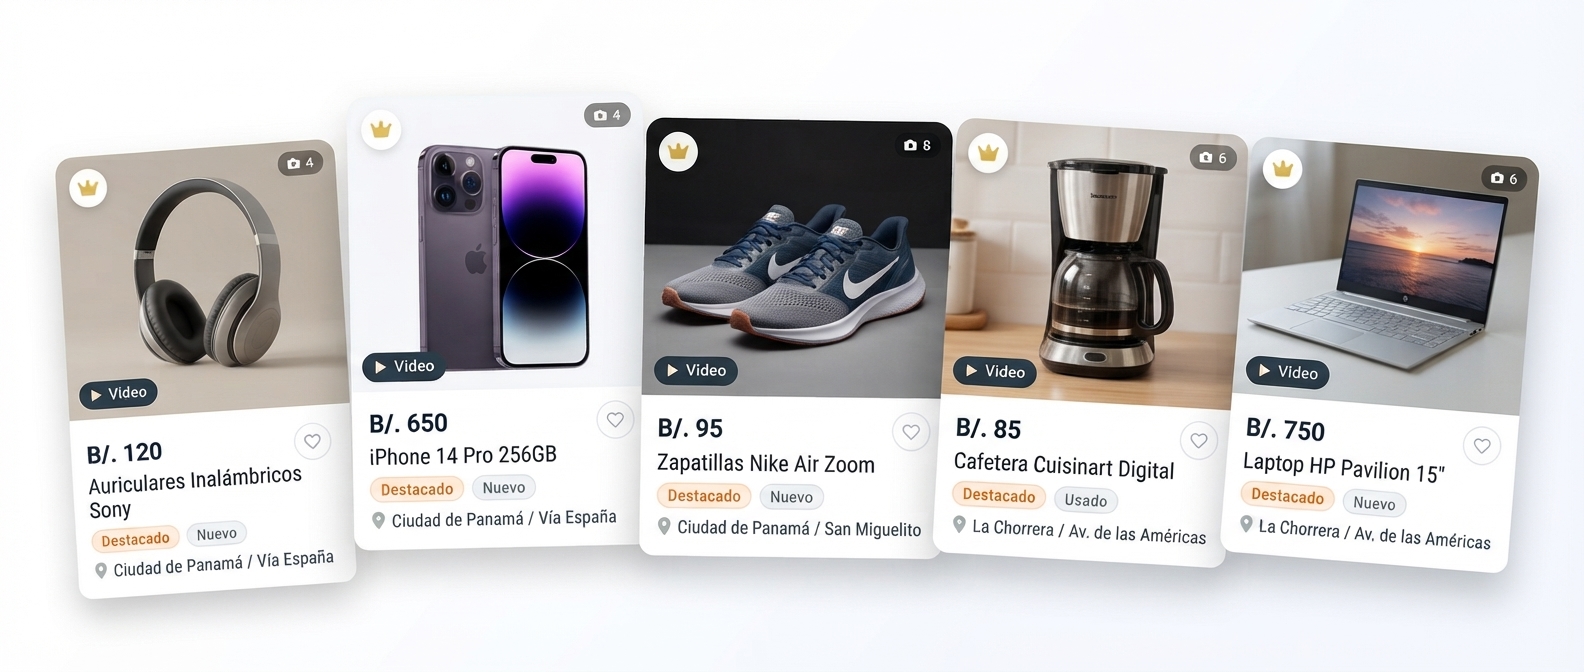 4
Video
B/. 120
Auriculares Inalámbricos
Sony
Destacado
Nuevo
Ciudad de Panamá / Vía España
4
Video
B/. 650
iPhone 14 Pro 256GB
Destacado
Nuevo
Ciudad de Panamá / Vía España
8
Video
B/. 95
Zapatillas Nike Air Zoom
Destacado
Nuevo
Ciudad de Panamá / San Miguelito
6
Video
B/. 85
Cafetera Cuisinart Digital
Destacado
Usado
La Chorrera / Av. de las Américas
6
Video
B/. 750
Laptop HP Pavilion 15"
Destacado
Nuevo
La Chorrera / Av. de las Américas